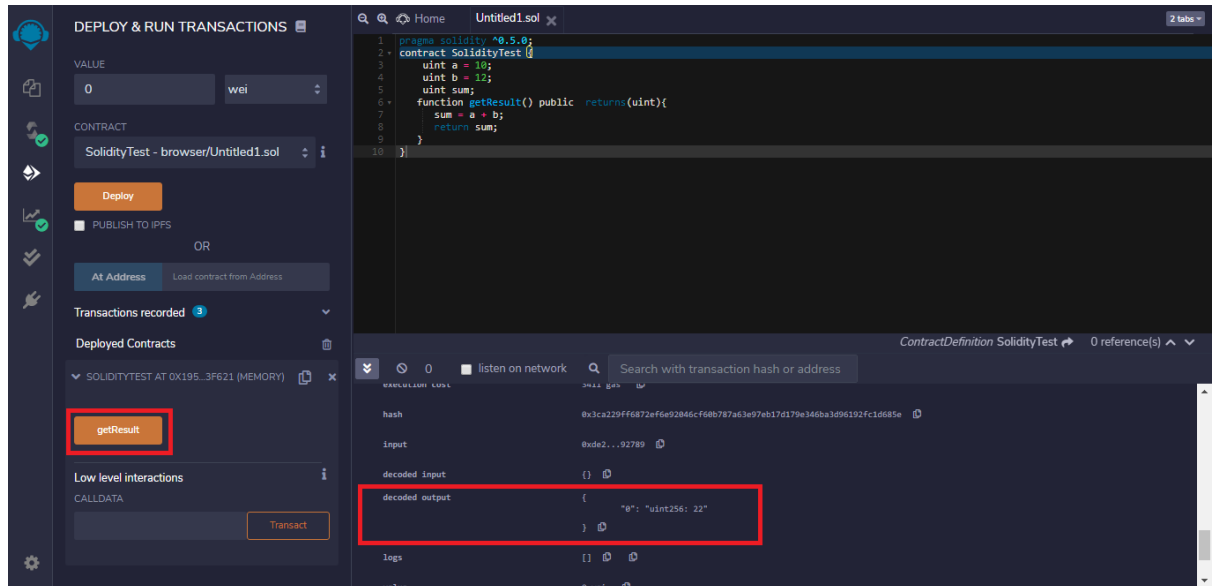 DEPLOY & RUN TRANSACTIONS
VALUE
0 wei
CONTRACT
SolidityTest - browser/Untitled1.sol i
Deploy
PUBLISH TO IPFS
OR
At Address Load contract from Address
Transactions recorded 3
Deployed Contracts
SOLIDITYTEST AT 0X195...3F621 (MEMORY)
getResult
Low level interactions i
CALLDATA
Transact
Home Untitled1.sol 2 tabs
1 pragma solidity ^0.5.0;
2 contract SolidityTest {
3 uint a = 10;
4 uint b = 12;
5 uint sum;
6 function getResult() public returns(uint){
7 sum = a + b;
8 return sum;
9 }
10 }
ContractDefinition SolidityTest 0 reference(s)
0 listen on network Search with transaction hash or address
execution cost 3411 gas
hash 0x3ca229ff6872ef6e92046cf60b787a63e97eb17d179e346ba3d96192fc1d685e
input 0xde2...92789
decoded input {}
decoded output {
"0": "uint256: 22"
}
logs []